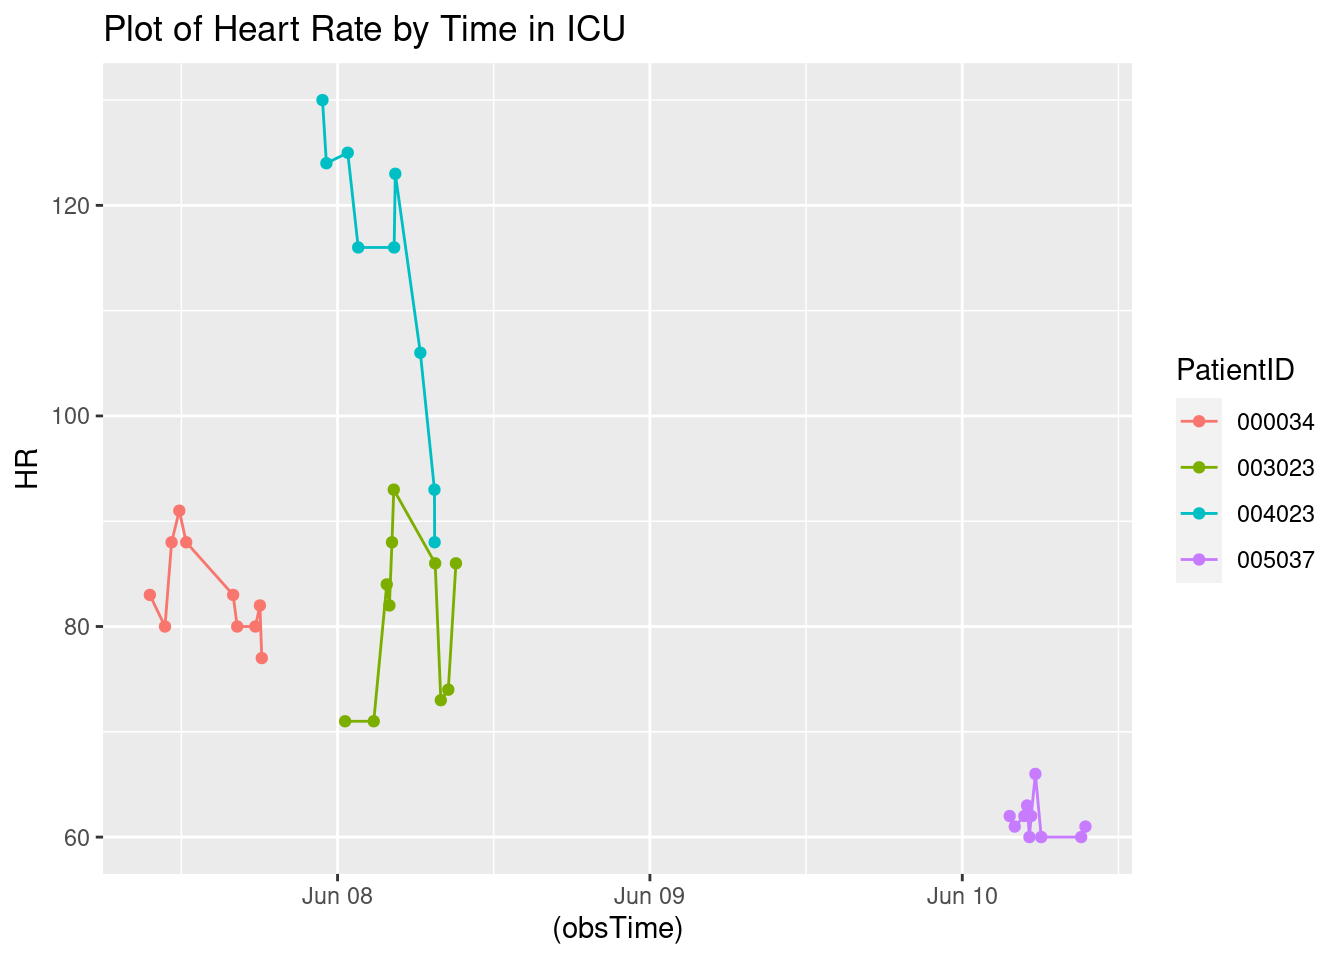 Plot of Heart Rate by Time in ICU
HR
120
100
80
60
Jun 08
Jun 09
Jun 10
(obsTime)
PatientID
000034
003023
004023
005037